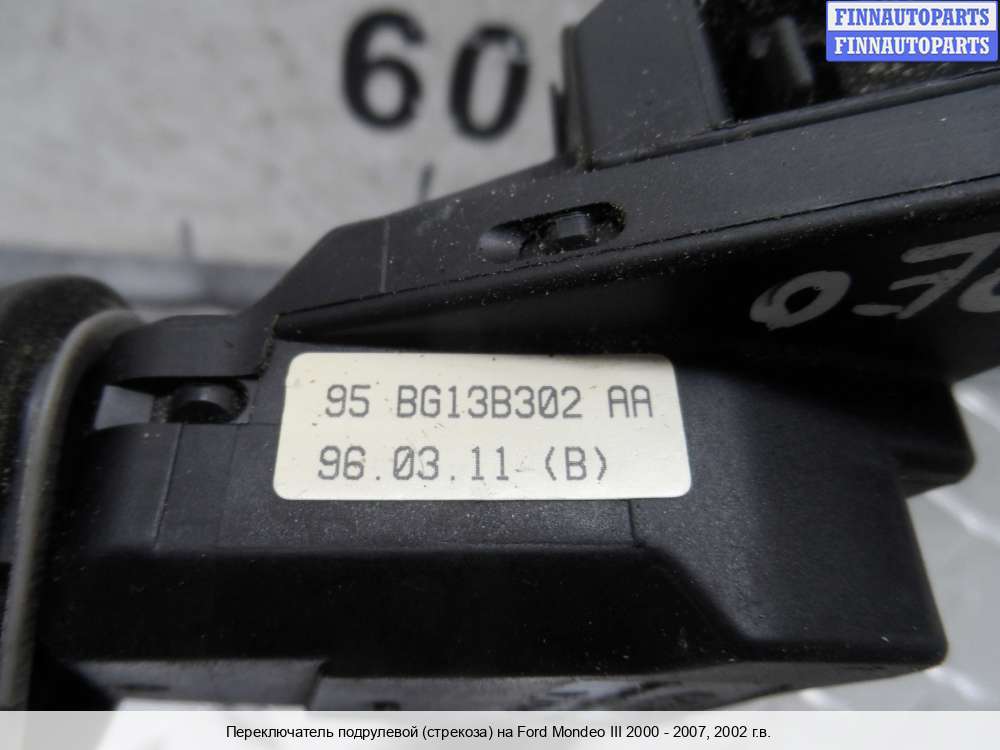 FINNAUTOPARTS
FINNAUTOPARTS
60
95 BG13B302 AA
96.03.11 (B)
Переключатель подрулевой (стрекоза) на Ford Mondeo III 2000 - 2007, 2002 г.в.